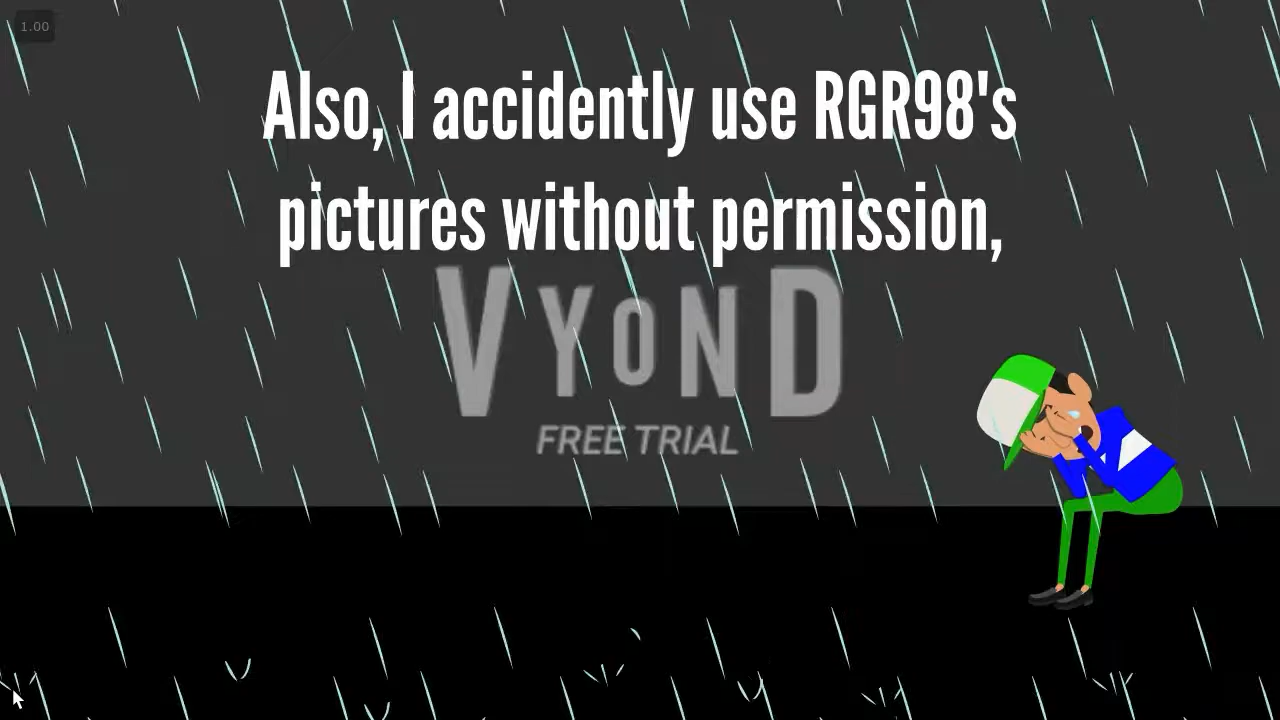 1.00
Also, I accidently use RGR98's
pictures without permission,
VYOND
FREE TRIAL